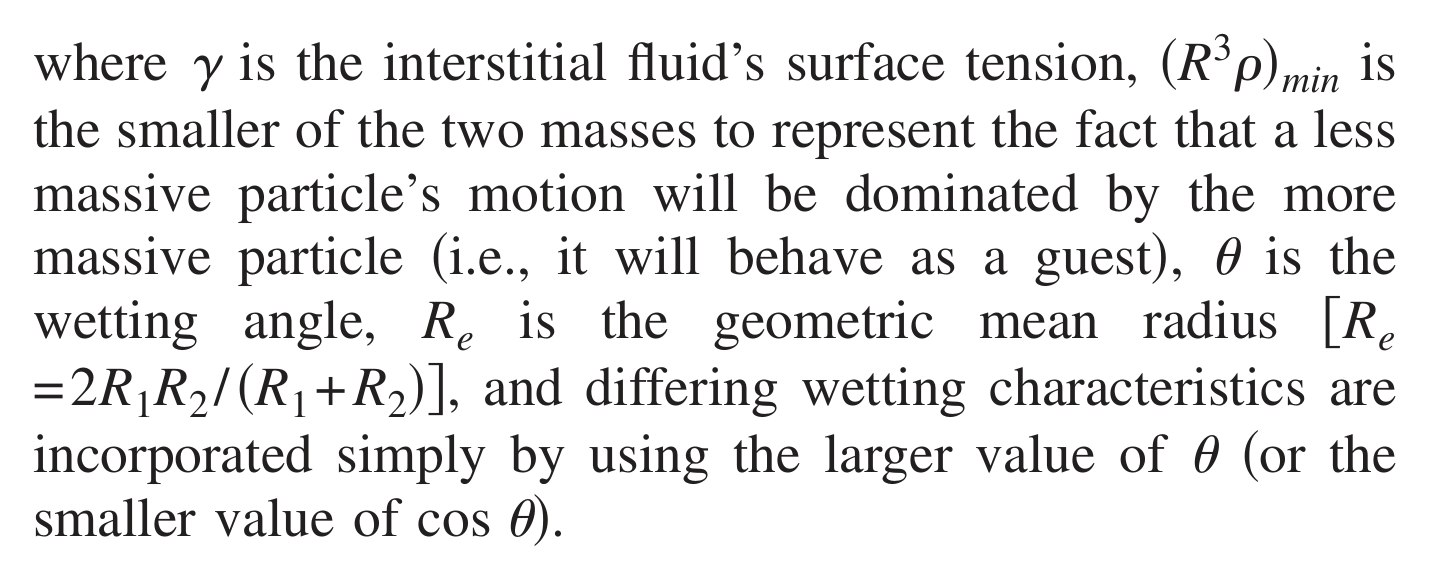 where γ is the interstitial fluid’s surface tension, (R³ρ)ₘᵢₙ is
the smaller of the two masses to represent the fact that a less
massive particle’s motion will be dominated by the more
massive particle (i.e., it will behave as a guest), θ is the
wetting angle, Rₑ is the geometric mean radius [Rₑ
=2R₁R₂/(R₁+R₂)], and differing wetting characteristics are
incorporated simply by using the larger value of θ (or the
smaller value of cos θ).